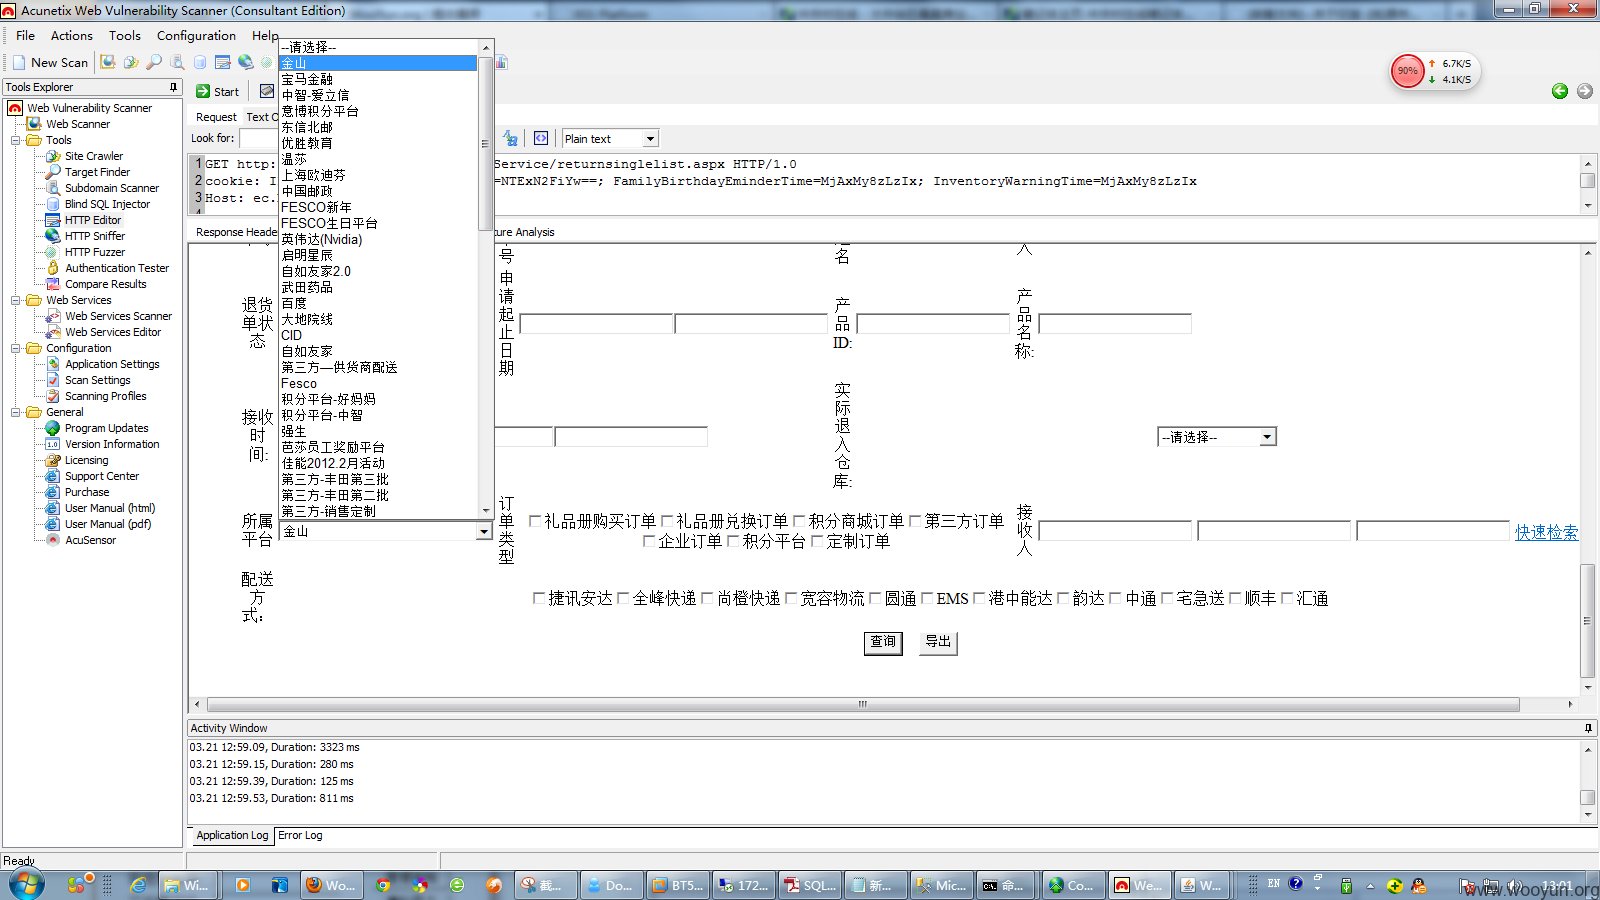 Acunetix Web Vulnerability Scanner (Consultant Edition)
File Actions Tools Configuration Help
New Scan
90% 6.7K/S
4.1K/S
Tools Explorer
Web Vulnerability Scanner
Web Scanner
Tools
Site Crawler
Target Finder
Subdomain Scanner
Blind SQL Injector
HTTP Editor
HTTP Sniffer
HTTP Fuzzer
Authentication Tester
Compare Results
Web Services
Web Services Scanner
Web Services Editor
Configuration
Application Settings
Scan Settings
Scanning Profiles
General
Program Updates
Version Information
Licensing
Support Center
Purchase
User Manual (html)
User Manual (pdf)
AcuSensor
Start
Request Text O
Look for:
Plain text
1 GET http: Service/returnsinglelist.aspx HTTP/1.0
2 cookie: I =NTExN2FiYw==; FamilyBirthdayEminderTime=MjAxMy8zLzIx; InventoryWarningTime=MjAxMy8zLzIx
3 Host: ec.
4
Response Heade ture Analysis
--请选择--
金山
宝马金融
中智-爱立信
意博积分平台
东信北邮
优胜教育
温莎
上海欧迪芬
中国邮政
FESCO新年
FESCO生日平台
英伟达(Nvidia)
启明星辰
自如友家2.0
武田药品
百度
大地院线
CID
自如友家
第三方—供货商配送
Fesco
积分平台-好妈妈
积分平台-中智
强生
芭莎员工奖励平台
佳能2012.2月活动
第三方-丰田第三批
第三方-丰田第二批
第三方-销售定制
金山
号 名 人
退货单状态
申请起止日期
产品ID:
产品名称:
接收时间:
实际退入仓库:
--请选择--
所属平台
订单类型
礼品册购买订单 礼品册兑换订单 积分商城订单 第三方订单
企业订单 积分平台 定制订单
接收人
快速检索
配送方式:
捷讯安达 全峰快递 尚橙快递 宽容物流 圆通 EMS 港中能达 韵达 中通 宅急送 顺丰 汇通
查询 导出
Activity Window
03.21 12:59.09, Duration: 3323 ms
03.21 12:59.15, Duration: 280 ms
03.21 12:59.39, Duration: 125 ms
03.21 12:59.53, Duration: 811 ms
Application Log Error Log
Ready
Wi... Wo... 截... Do... BT5... 172... SQL... 新... Mic... 命... Co... We... W... EN 13:01
www.wooyun.org